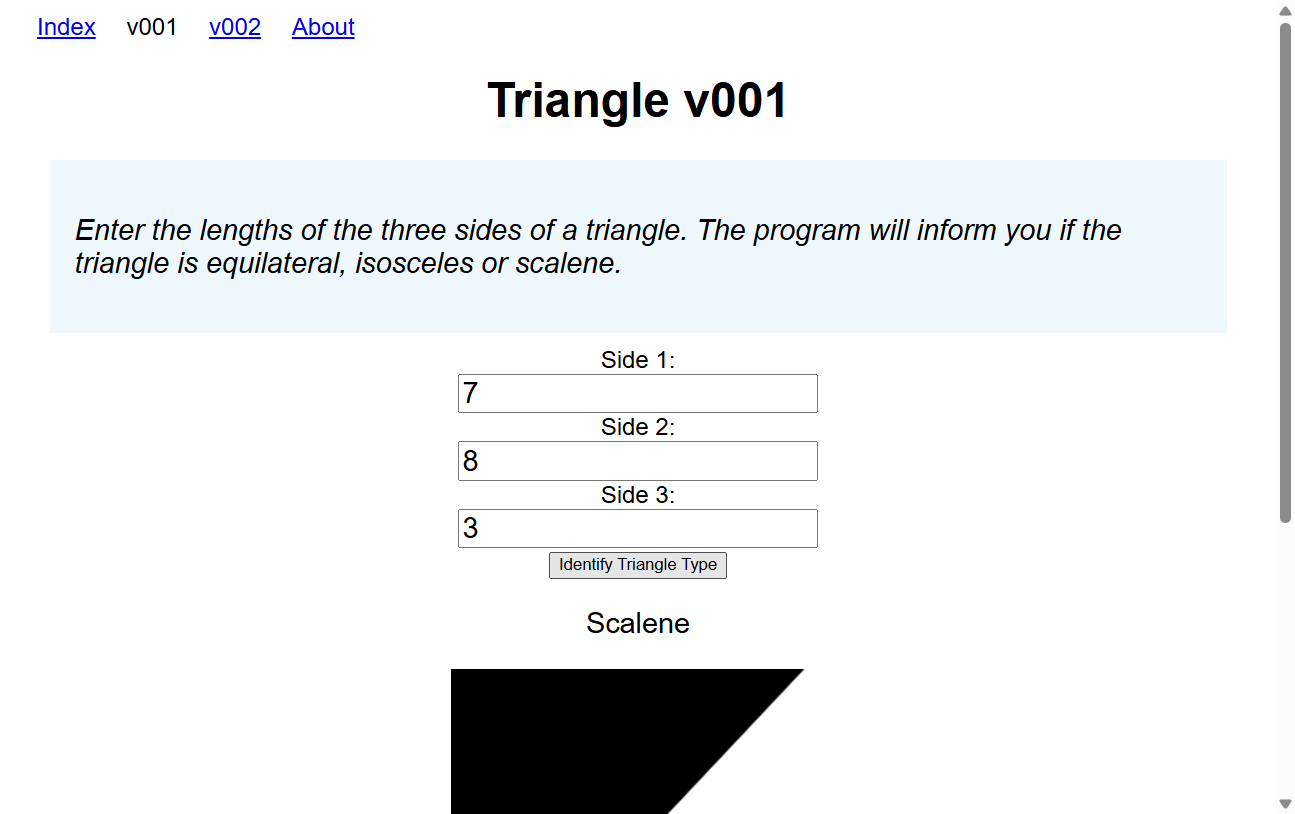 Index v001 v002 About
Triangle v001
Enter the lengths of the three sides of a triangle. The program will inform you if the
triangle is equilateral, isosceles or scalene.
Side 1:
7
Side 2:
8
Side 3:
3
Identify Triangle Type
Scalene